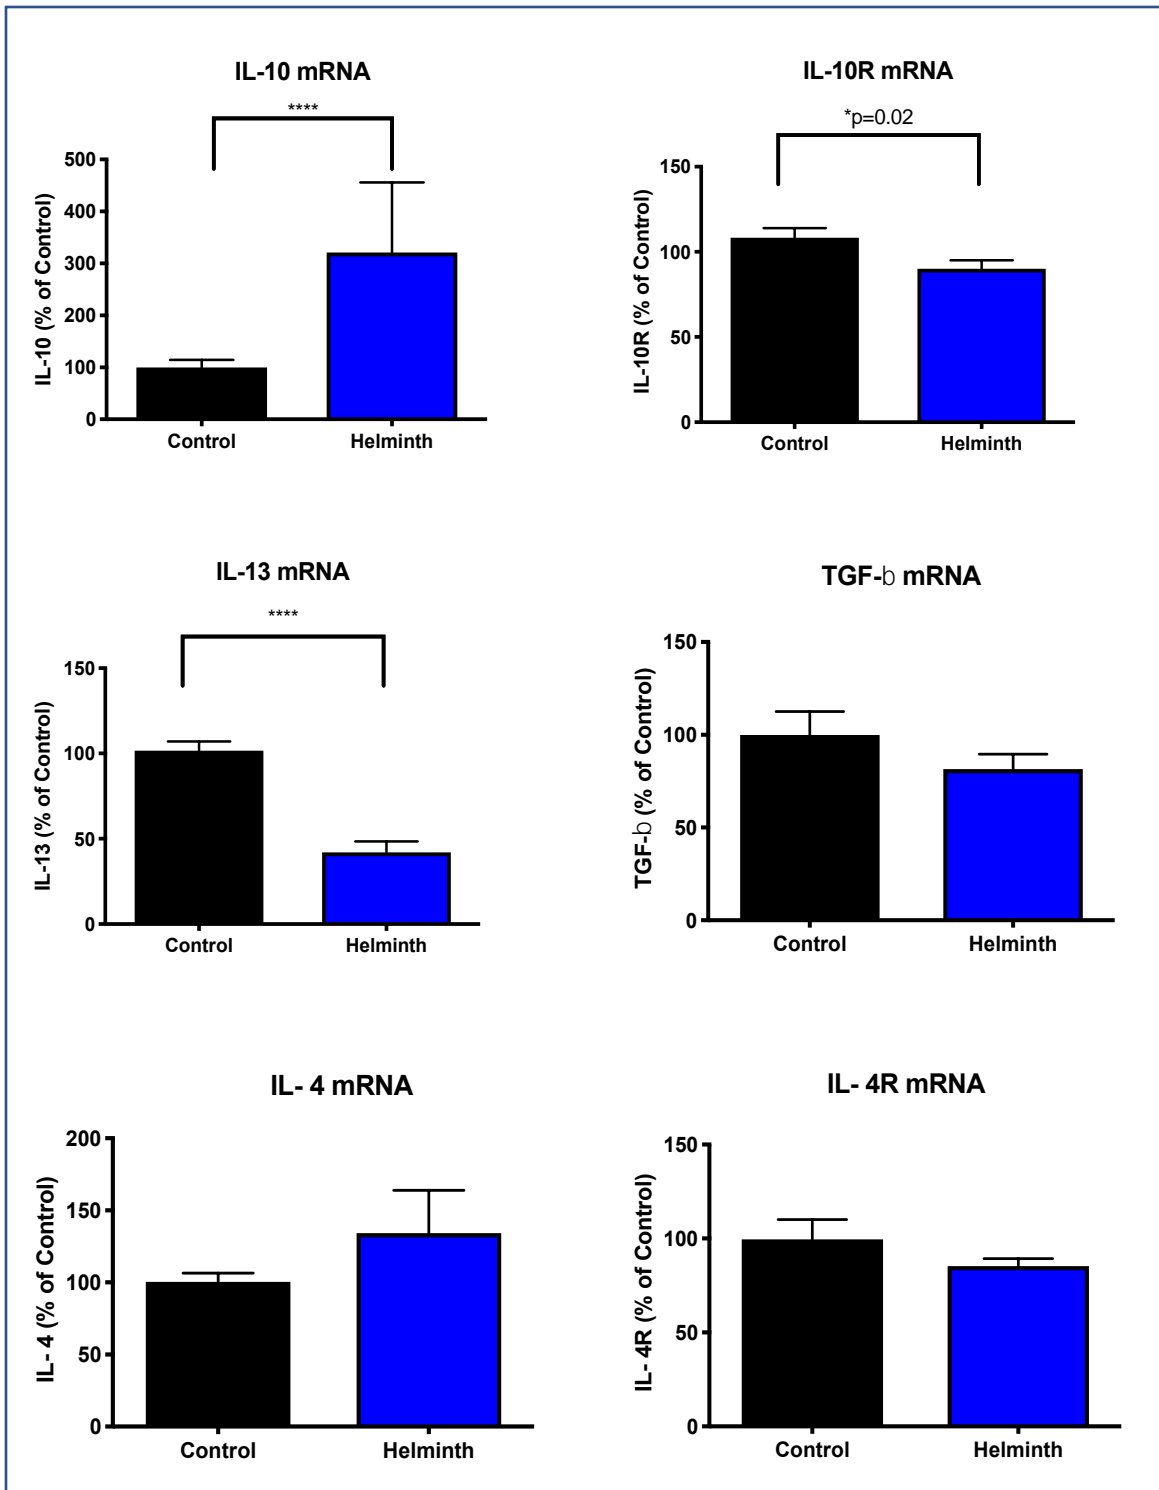 IL-10 mRNA
****
IL-10 (% of Control)
500
400
300
200
100
0
Control Helminth
IL-10R mRNA
*p=0.02
IL-10R (% of Control)
150
100
50
0
Control Helminth
IL-13 mRNA
****
IL-13 (% of Control)
150
100
50
0
Control Helminth
TGF-b mRNA
TGF-b (% of Control)
150
100
50
0
Control Helminth
IL- 4 mRNA
IL- 4 (% of Control)
200
150
100
50
0
Control Helminth
IL- 4R mRNA
IL- 4R (% of Control)
150
100
50
0
Control Helminth